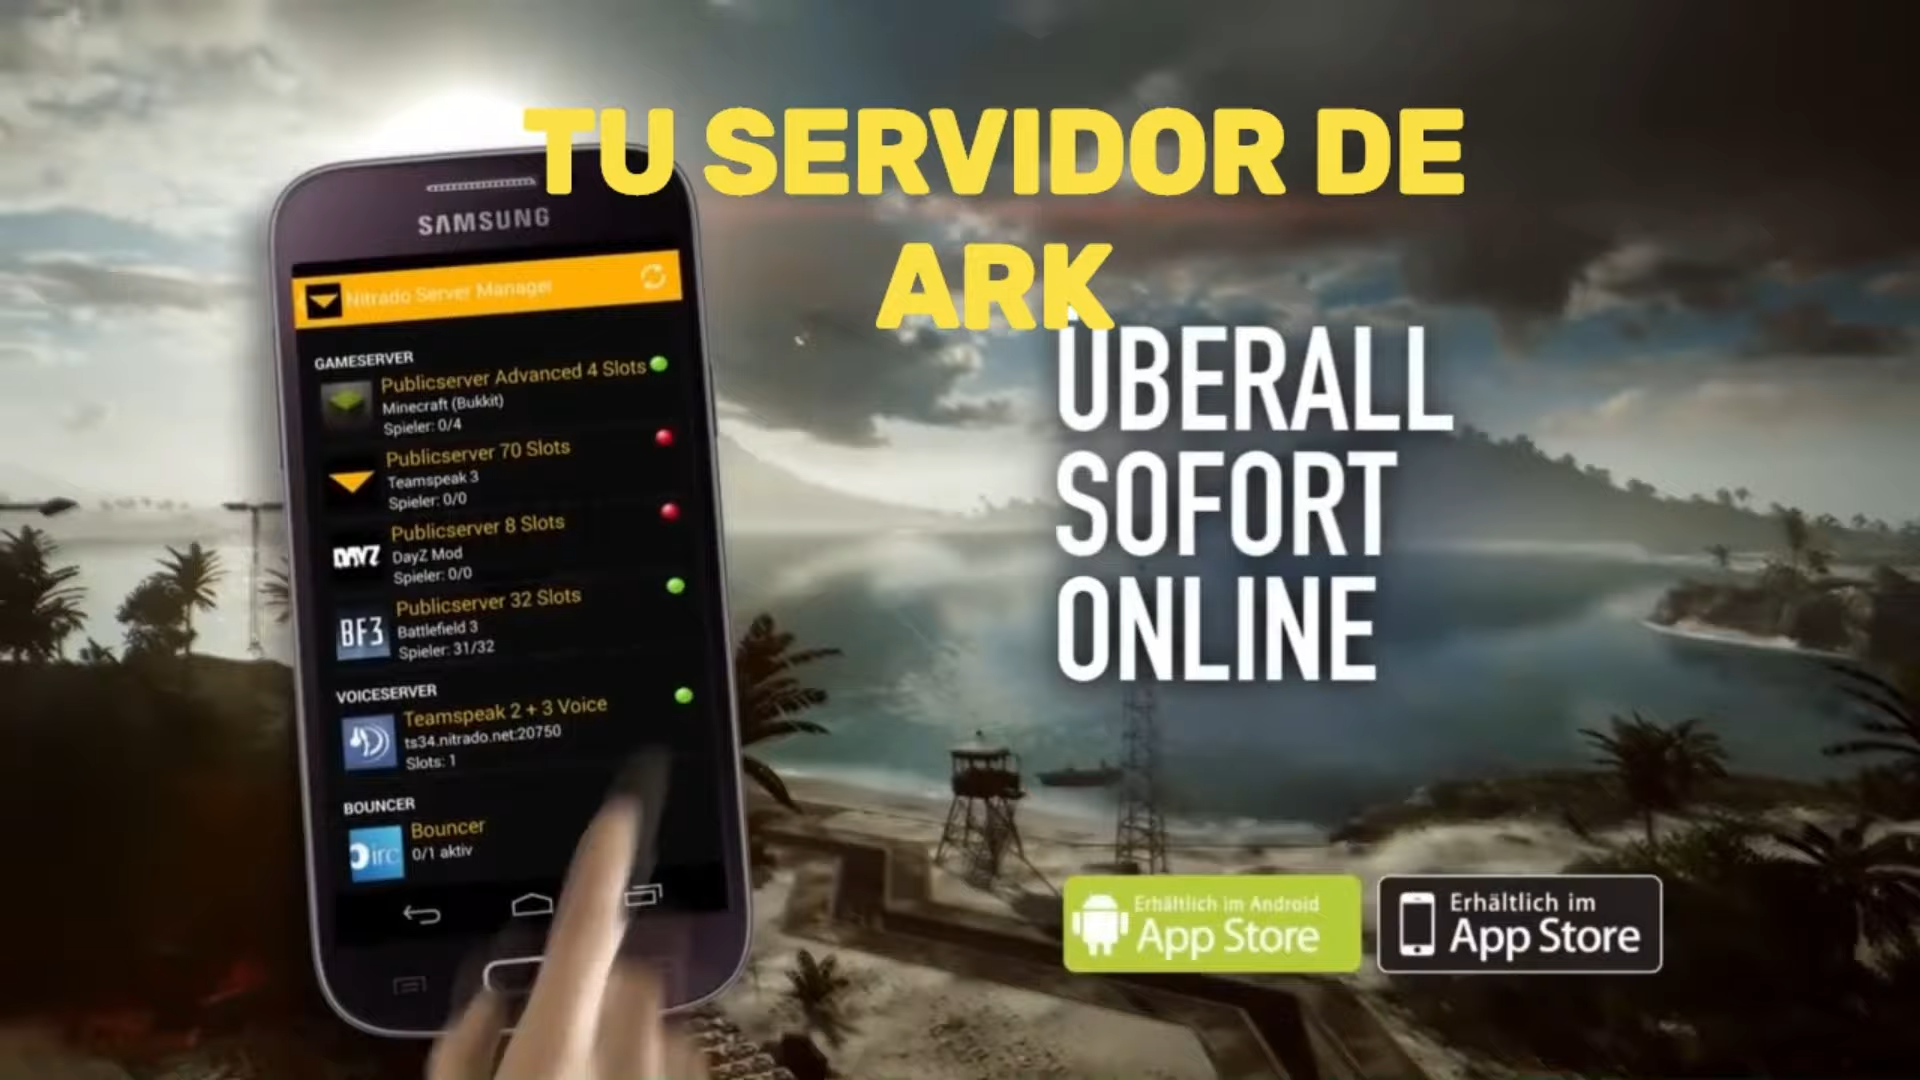 TU SERVIDOR DE
ARK
SAMSUNG
Nitrado Server Manager
GAMESERVER
Publicserver Advanced 4 Slots
Minecraft (Bukkit)
Spieler: 0/4
Publicserver 70 Slots
Teamspeak 3
Spieler: 0/0
DAYZ
Publicserver 8 Slots
DayZ Mod
Spieler: 0/0
BF3
Publicserver 32 Slots
Battlefield 3
Spieler: 31/32
VOICESERVER
Teamspeak 2 + 3 Voice
ts34.nitrado.net:20750
Slots: 1
BOUNCER
irc
Bouncer
0/1 aktiv
ÜBERALL
SOFORT
ONLINE
Erhältlich im Android
App Store
Erhältlich im
App Store